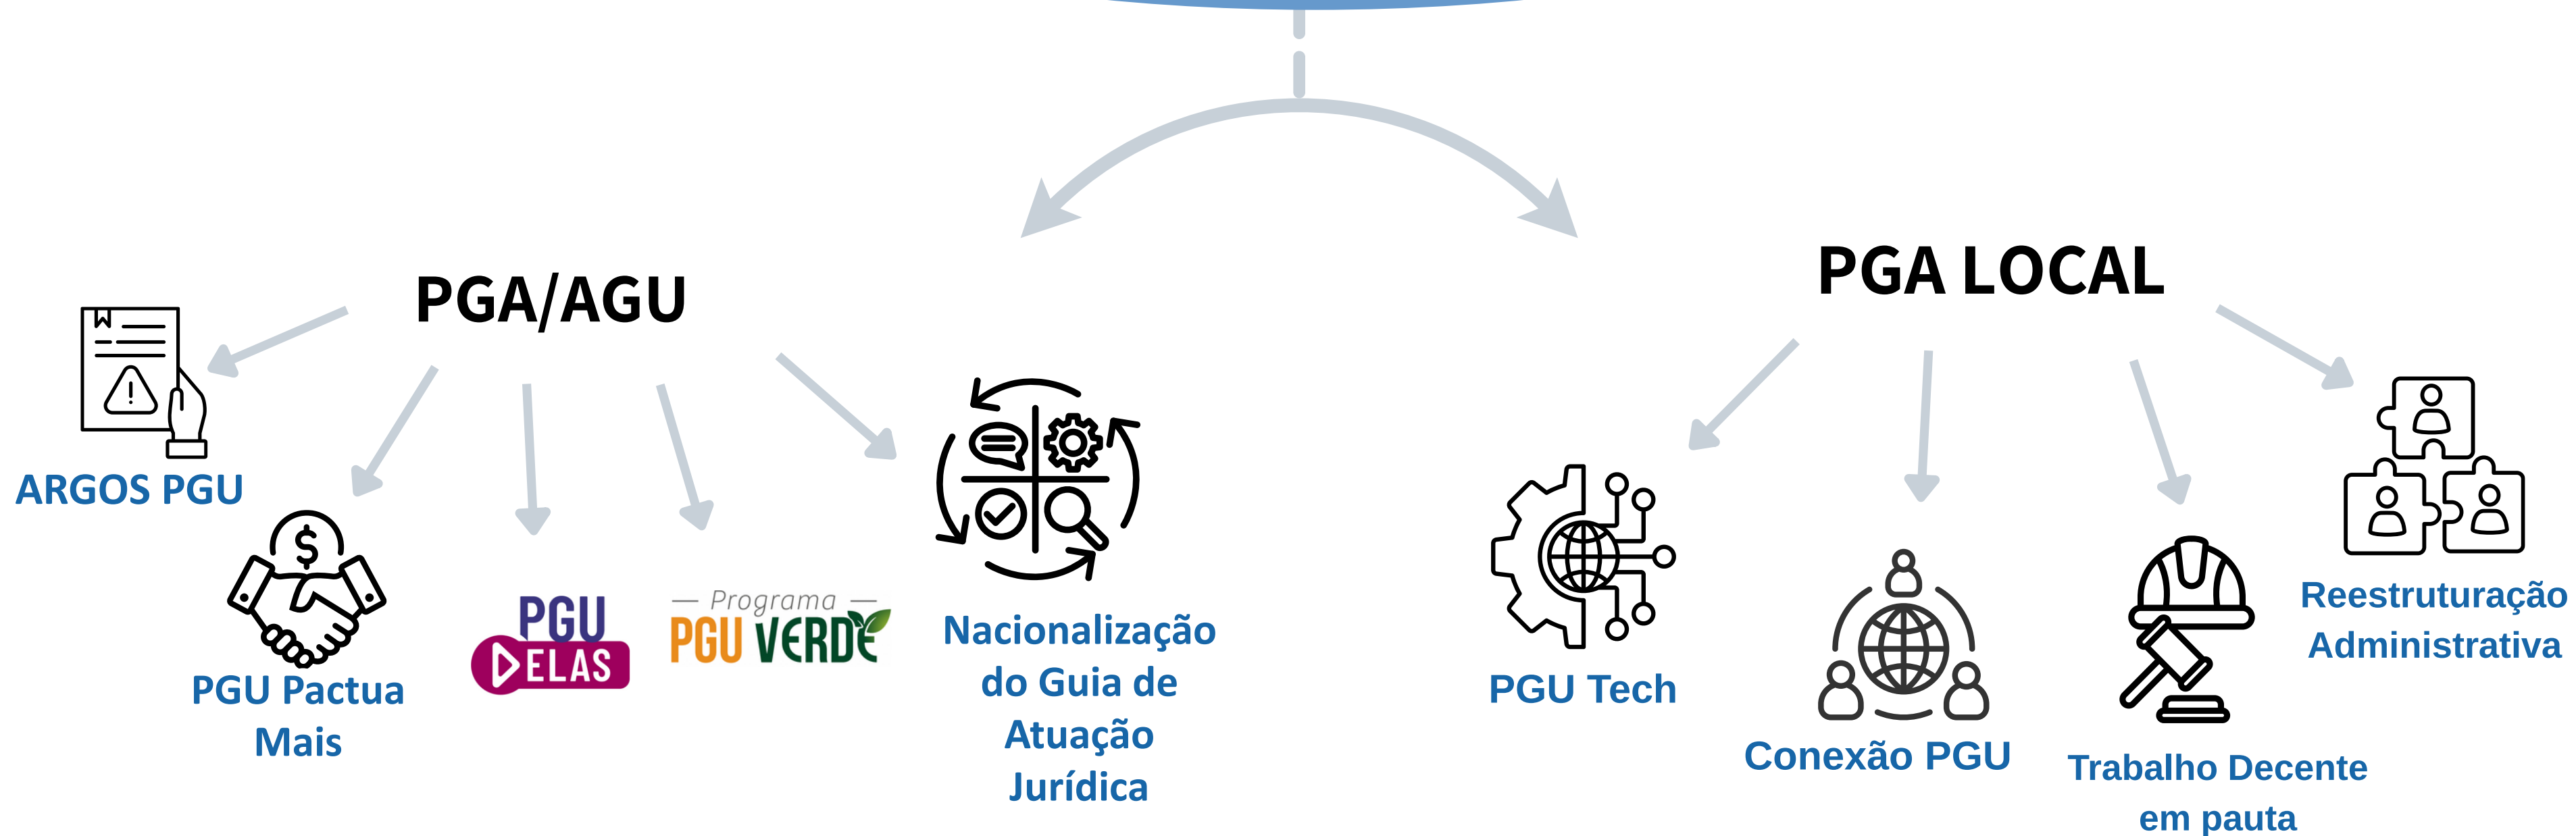 PGA/AGU
ARGOS PGU
PGU Pactua
Mais
PGU
DELAS
Programa
PGU VERDE
Nacionalização
do Guia de
Atuação
Jurídica
PGA LOCAL
PGU Tech
Conexão PGU
Trabalho Decente
em pauta
Reestruturação
Administrativa